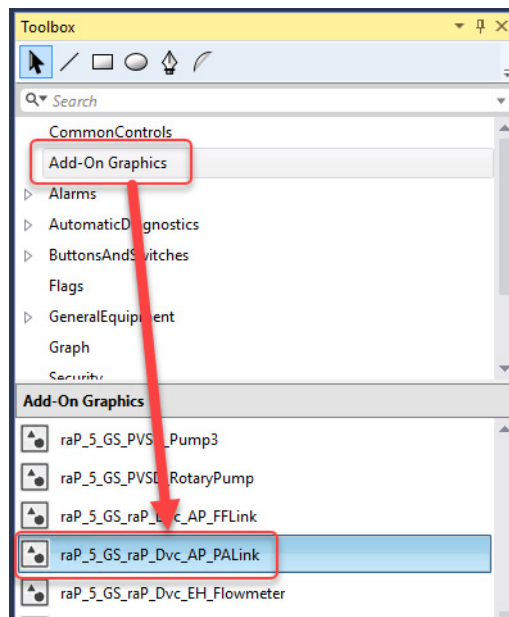 Toolbox
Search
CommonControls
Add-On Graphics
Alarms
ButtonsAndSwitches
Flags
GeneralEquipment
Graph
Security
Add-On Graphics
raP_5_GS_PVSD_Pump3
raP_5_GS_PVSD_RotaryPump
raP_5_GS_raP_Dvc_AP_FFLink
raP_5_GS_raP_Dvc_AP_PALink
raP_5_GS_raP_Dvc_EH_Flowmeter